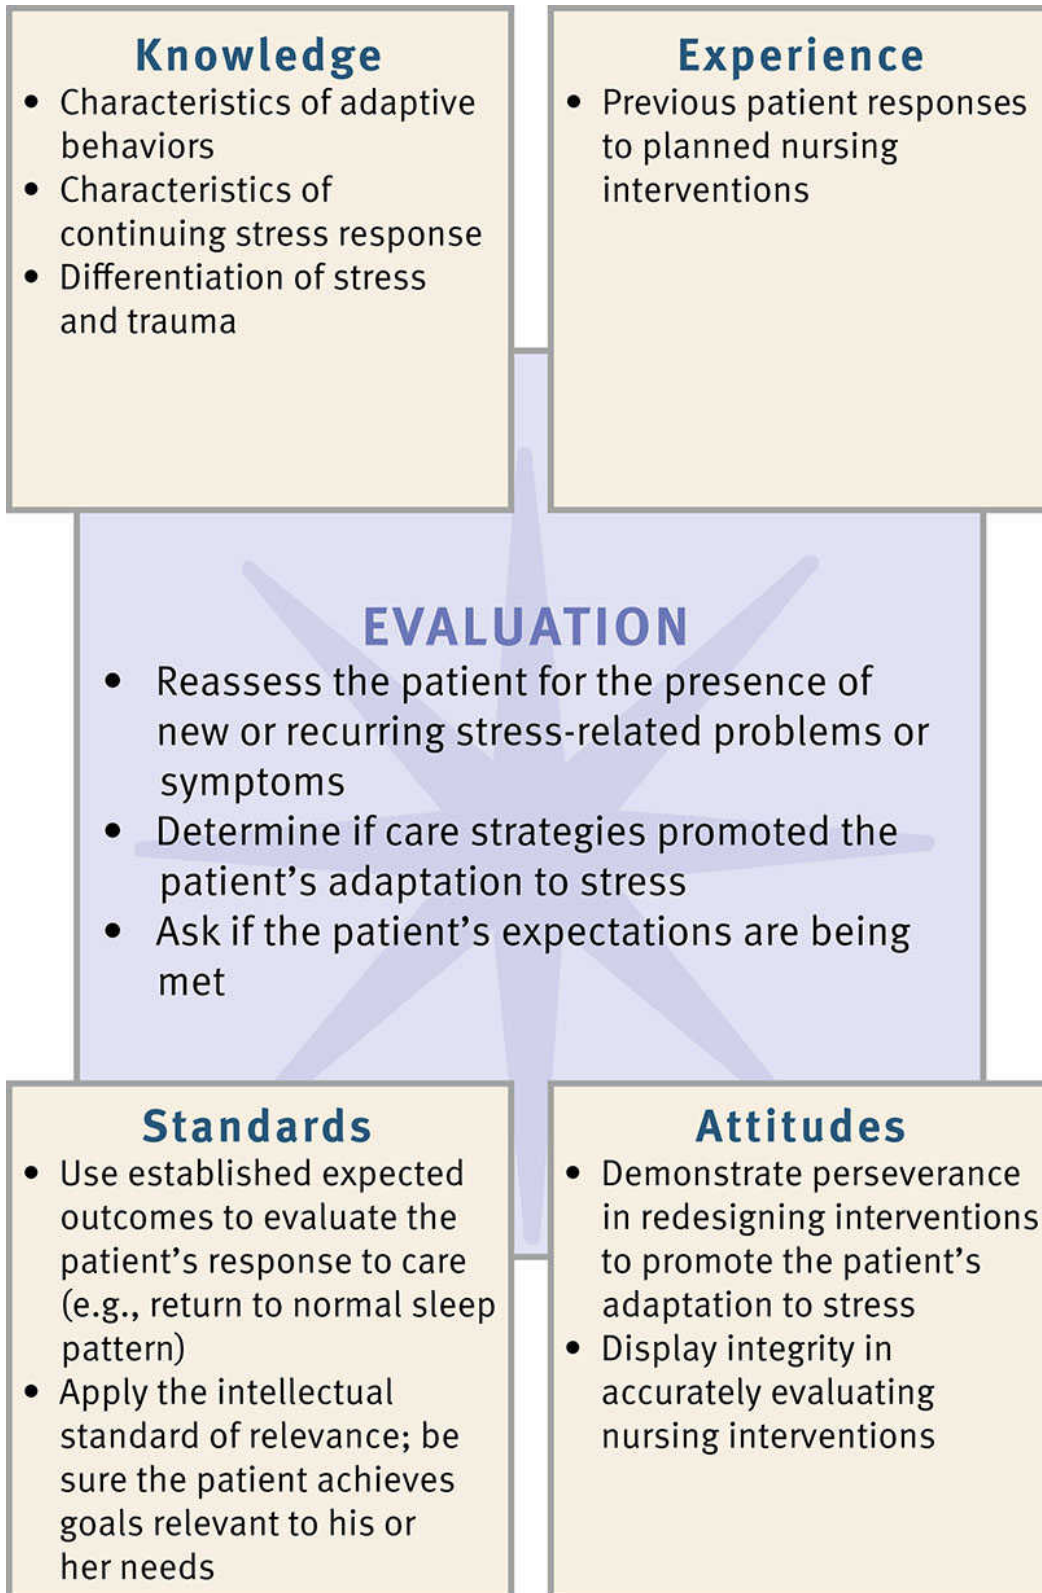 Knowledge
• Characteristics of adaptive
behaviors
• Characteristics of
continuing stress response
• Differentiation of stress
and trauma
Experience
• Previous patient responses
to planned nursing
interventions
EVALUATION
• Reassess the patient for the presence of
new or recurring stress-related problems or
symptoms
• Determine if care strategies promoted the
patient’s adaptation to stress
• Ask if the patient’s expectations are being
met
Standards
• Use established expected
outcomes to evaluate the
patient’s response to care
(e.g., return to normal sleep
pattern)
• Apply the intellectual
standard of relevance; be
sure the patient achieves
goals relevant to his or
her needs
Attitudes
• Demonstrate perseverance
in redesigning interventions
to promote the patient’s
adaptation to stress
• Display integrity in
accurately evaluating
nursing interventions